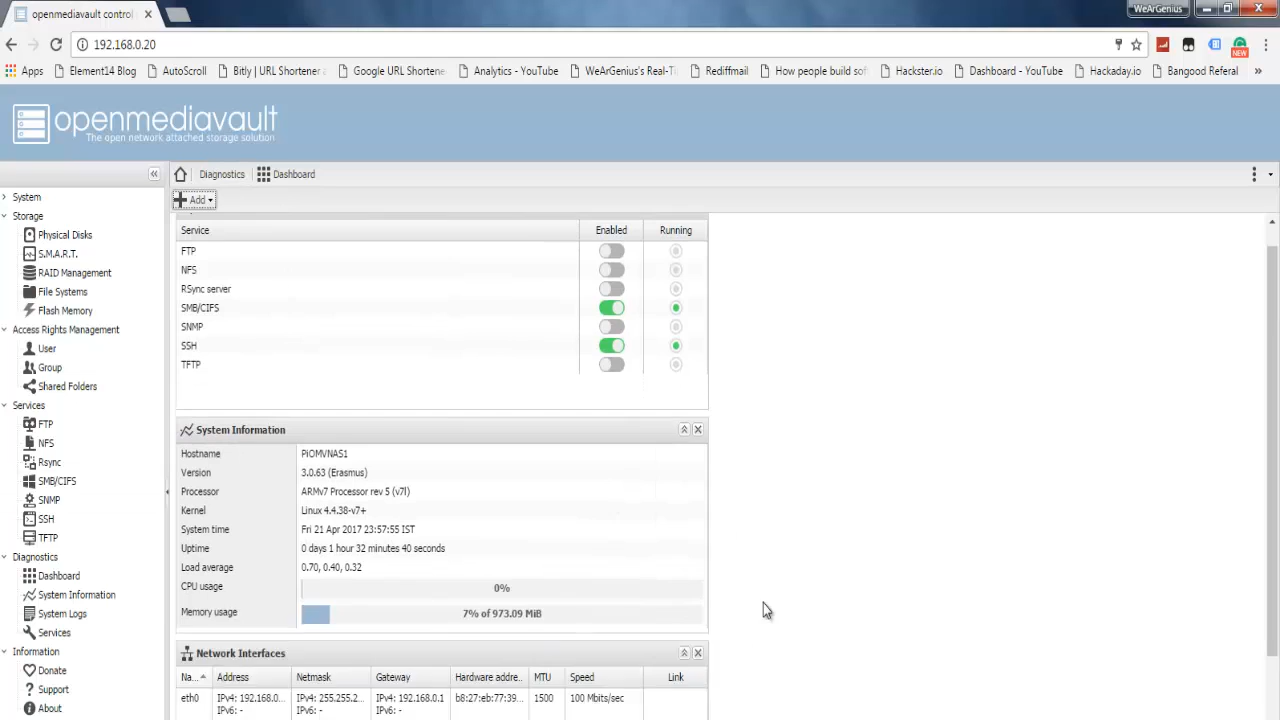 openmediavault control
WeArGenius
192.168.0.20
NEW
Apps
Element14 Blog
AutoScroll
Bitly | URL Shortener
Google URL Shortene
Analytics - YouTube
WeArGenius's Real-Ti
Rediffmail
How people build sof
Hackster.io
Dashboard - YouTube
Hackaday.io
Bangood Referal
»
openmediavault
The open network attached storage solution
Diagnostics
Dashboard
Add
System
Storage
Physical Disks
S.M.A.R.T.
RAID Management
File Systems
Flash Memory
Access Rights Management
User
Group
Shared Folders
Services
FTP
NFS
Rsync
SMB/CIFS
SNMP
SSH
TFTP
Diagnostics
Dashboard
System Information
System Logs
Services
Information
Donate
Support
About
Service Enabled Running
FTP
NFS
RSync server
SMB/CIFS
SNMP
SSH
TFTP
System Information
Hostname PiOMVNAS1
Version 3.0.63 (Erasmus)
Processor ARMv7 Processor rev 5 (v7l)
Kernel Linux 4.4.38-v7+
System time Fri 21 Apr 2017 23:57:55 IST
Uptime 0 days 1 hour 32 minutes 40 seconds
Load average 0.70, 0.40, 0.32
CPU usage 0%
Memory usage 7% of 973.09 MiB
Network Interfaces
Na... Address Netmask Gateway Hardware addre.. MTU Speed Link
eth0 IPv4: 192.168.0... IPv4: 255.255.2... IPv4: 192.168.0.1 b8:27:eb:77:39... 1500 100 Mbits/sec
IPv6: - IPv6: - IPv6: -